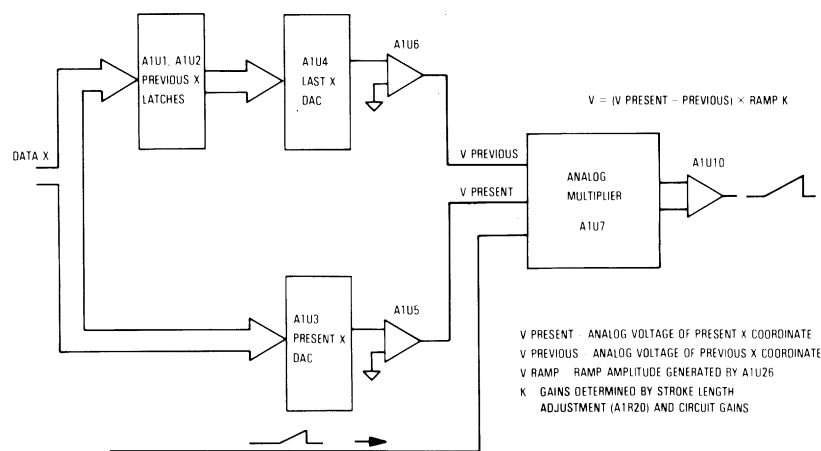 A1U1, A1U2
PREVIOUS X
LATCHES
A1U4
LAST X
DAC
A1U6
V = (V PRESENT - PREVIOUS) × RAMP K
DATA X
V PREVIOUS
V PRESENT
ANALOG
MULTIPLIER
A1U7
A1U10
A1U3
PRESENT X
DAC
A1U5
V PRESENT - ANALOG VOLTAGE OF PRESENT X COORDINATE
V PREVIOUS - ANALOG VOLTAGE OF PREVIOUS X COORDINATE
V RAMP RAMP AMPLITUDE GENERATED BY A1U26
K GAINS DETERMINED BY STROKE LENGTH
ADJUSTMENT (A1R20) AND CIRCUIT GAINS